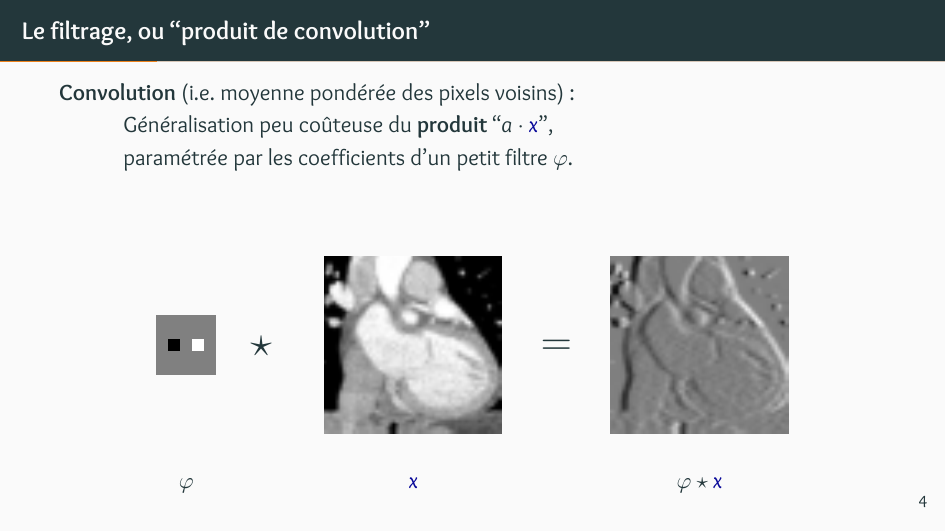 Le filtrage, ou “produit de convolution”
Convolution (i.e. moyenne pondérée des pixels voisins) :
Généralisation peu coûteuse du produit “a · x”,
paramétrée par les coefficients d’un petit filtre φ.
⋆ =
φ x φ ⋆ x
4